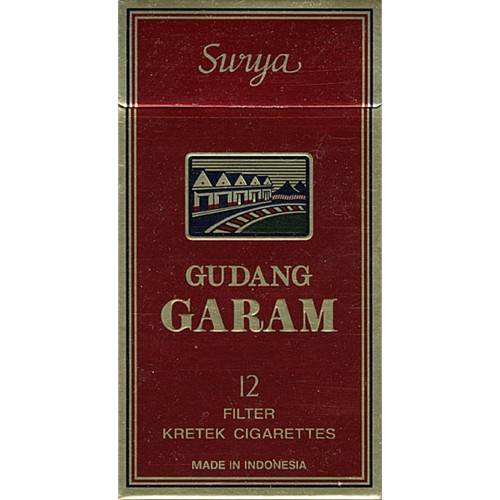 Surya
GUDANG
GARAM
12
FILTER
KRETEK CIGARETTES
MADE IN INDONESIA